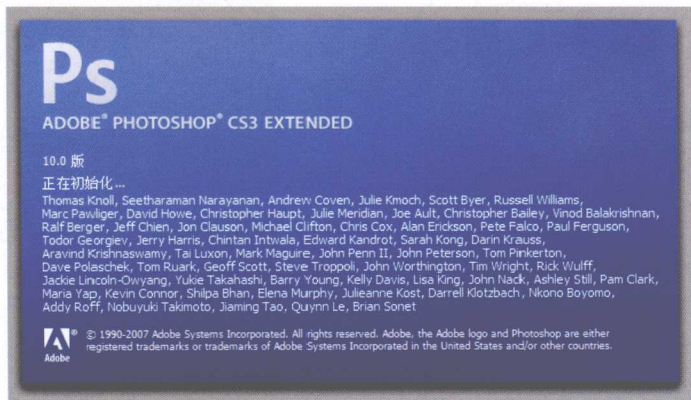 Ps
ADOBE® PHOTOSHOP® CS3 EXTENDED
10.0 版
正在初始化...
Thomas Knoll, Seetharaman Narayanan, Andrew Coven, Julie Kmoch, Scott Byer, Russell Williams,
Marc Pawliger, David Howe, Christopher Haupt, Julie Meridian, Joe Ault, Christopher Bailey, Vinod Balakrishnan,
Ralf Berger, Jeff Chien, Jon Clauson, Michael Clifton, Chris Cox, Alan Erickson, Pete Falco, Paul Ferguson,
Todor Georgiev, Jerry Harris, Chintan Intwala, Edward Kandrot, Sarah Kong, Darin Krauss,
Aravind Krishnaswamy, Tai Luxon, Mark Maguire, John Penn II, John Peterson, Tom Pinkerton,
Dave Polaschek, Tom Ruark, Geoff Scott, Steve Troppoli, John Worthington, Tim Wright, Rick Wulff,
Jackie Lincoln-Owyang, Yukie Takahashi, Barry Young, Kelly Davis, Lisa King, John Nack, Ashley Still, Pam Clark,
Maria Yap, Kevin Connor, Shilpa Bhan, Elena Murphy, Julieanne Kost, Darrell Klotzbach, Nkono Boyomo,
Addy Roff, Nobuyuki Takimoto, Jiaming Tao, Quynn Le, Brian Sonet
© 1990-2007 Adobe Systems Incorporated. All rights reserved. Adobe, the Adobe logo and Photoshop are either
registered trademarks or trademarks of Adobe Systems Incorporated in the United States and/or other countries.
Adobe®